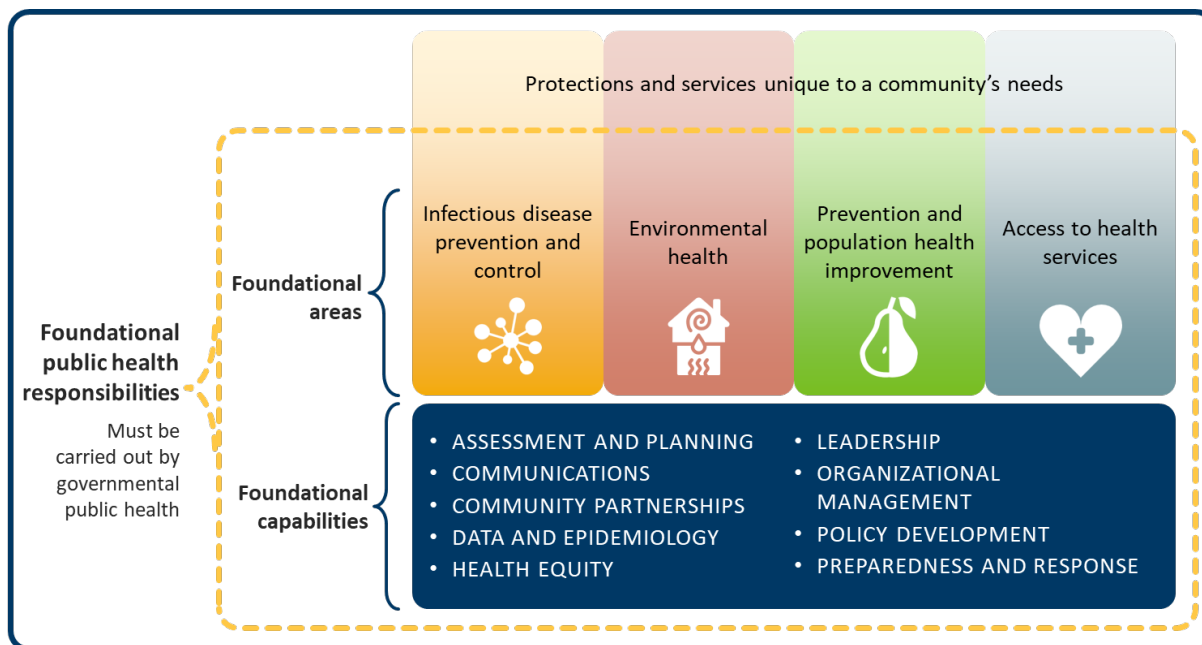 Protections and services unique to a community's needs
Infectious disease
prevention and
control
Environmental
health
Prevention and
population health
improvement
Access to health
services
Foundational
areas
Foundational
public health
responsibilities
Must be
carried out by
governmental
public health
Foundational
capabilities
• ASSESSMENT AND PLANNING
• COMMUNICATIONS
• COMMUNITY PARTNERSHIPS
• DATA AND EPIDEMIOLOGY
• HEALTH EQUITY
• LEADERSHIP
• ORGANIZATIONAL
MANAGEMENT
• POLICY DEVELOPMENT
• PREPAREDNESS AND RESPONSE